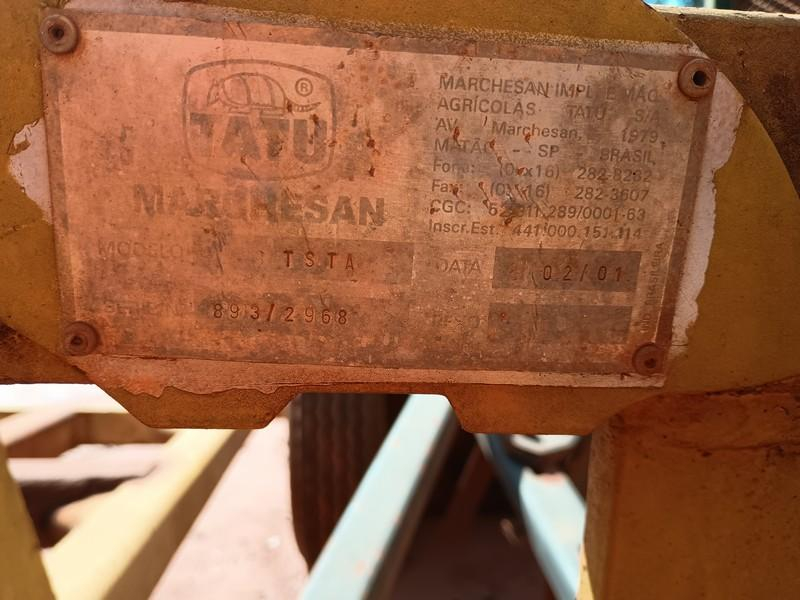 TATU ®
MARCHESAN
MARCHESAN IMPL. E MAQ.
AGRÍCOLAS TATU S/A
AV. Marchesan, 1979
MATÃO - SP - BRASIL
Fone: (0xx16) 282-8282
Fax: (0xx16) 282-3607
CGC: 52.311.289/0001-63
Inscr.Est. 441.000.151.114
MODELO TSTA
DATA 02/01
893/2968
PESO